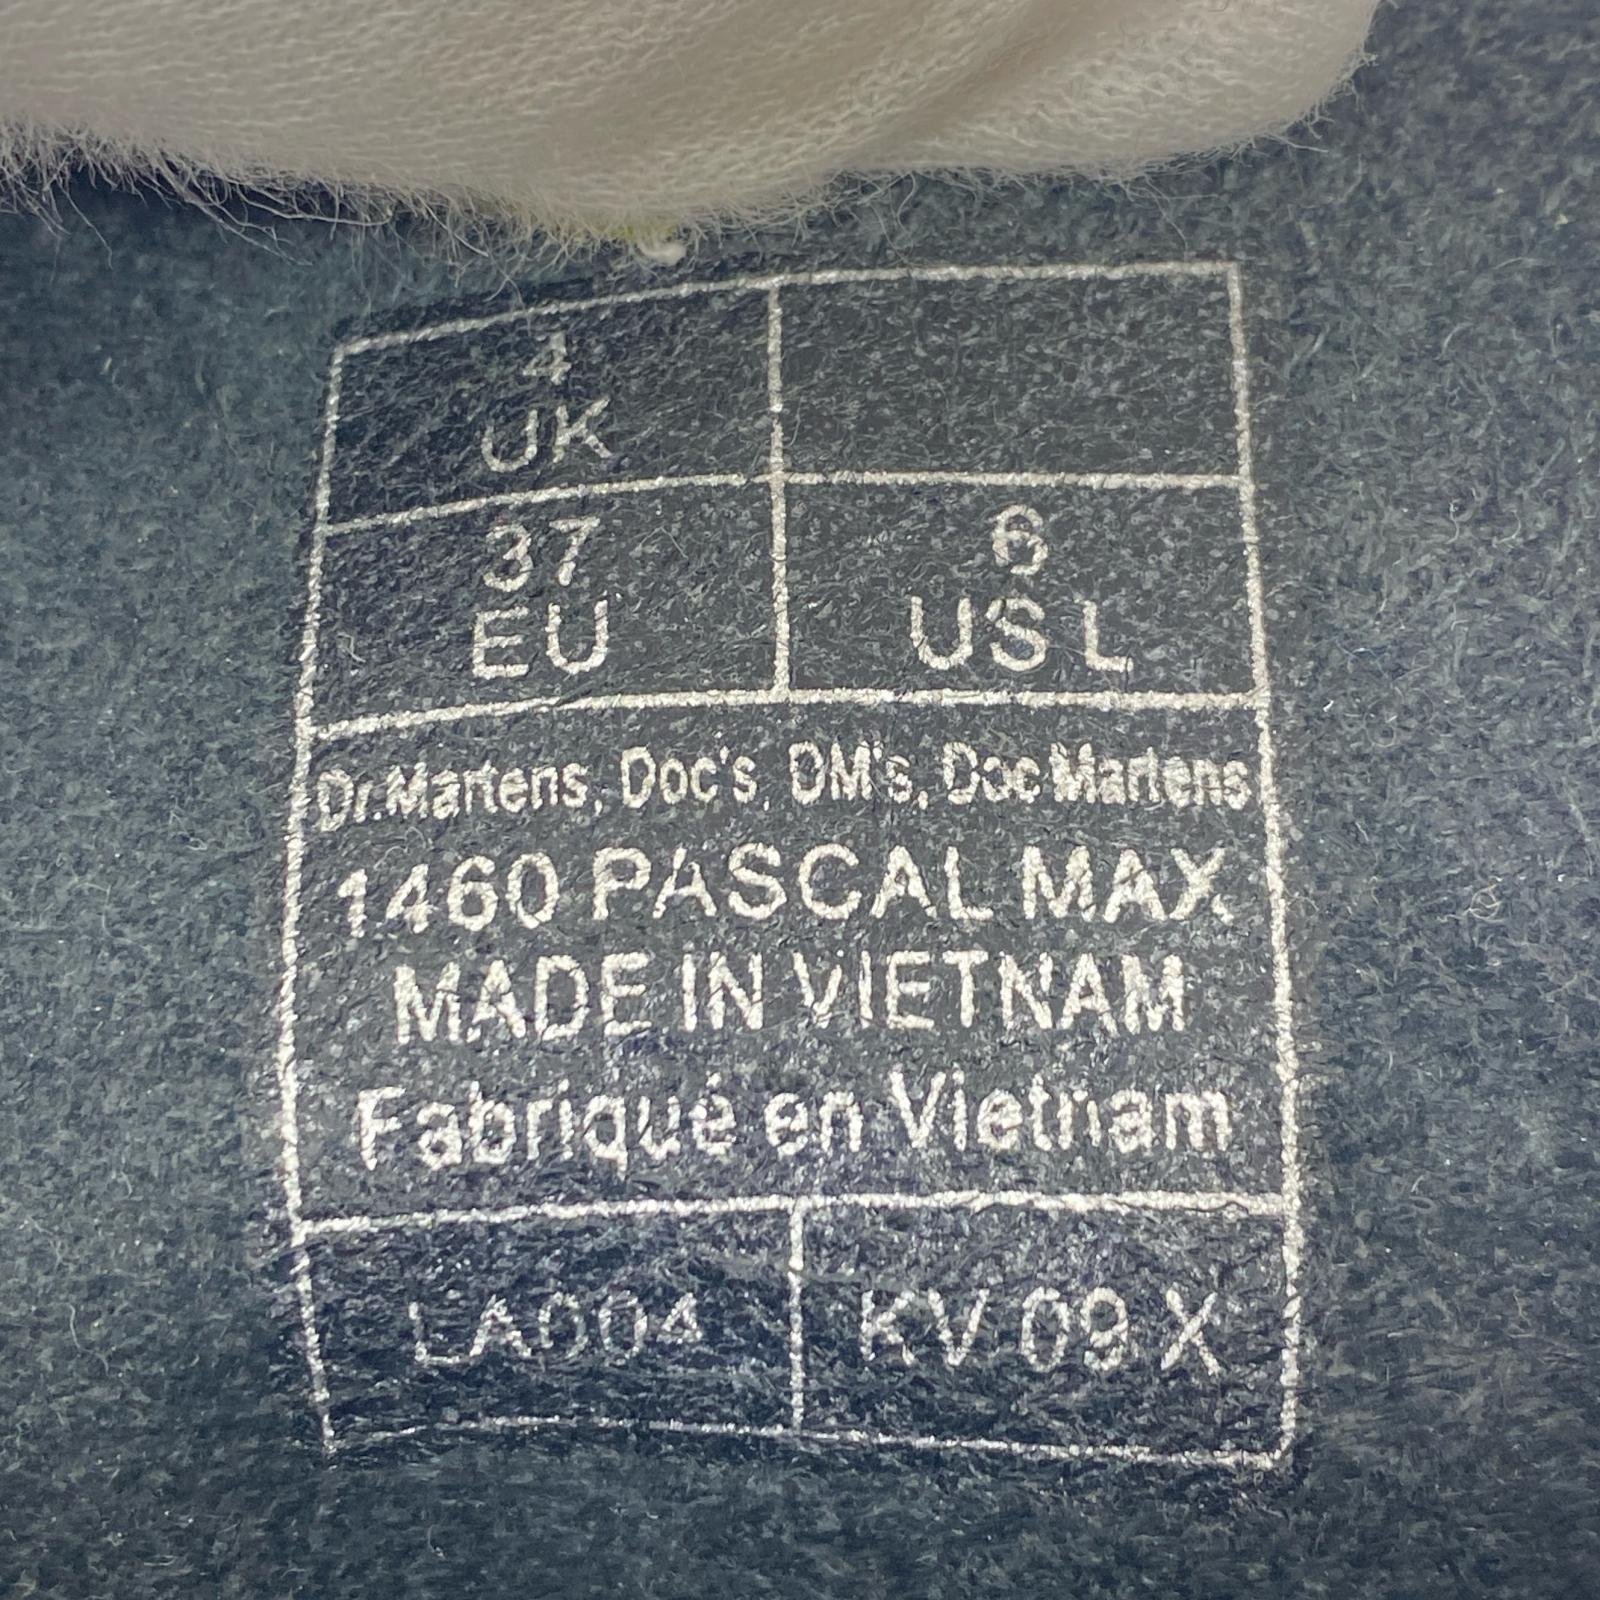 4
UK
37
EU
6
US L
Dr.Martens, Doc's, DM's, Doc Martens
1460 PASCAL MAX
MADE IN VIETNAM
Fabriqué en Vietnam
LA004
KV 09 X